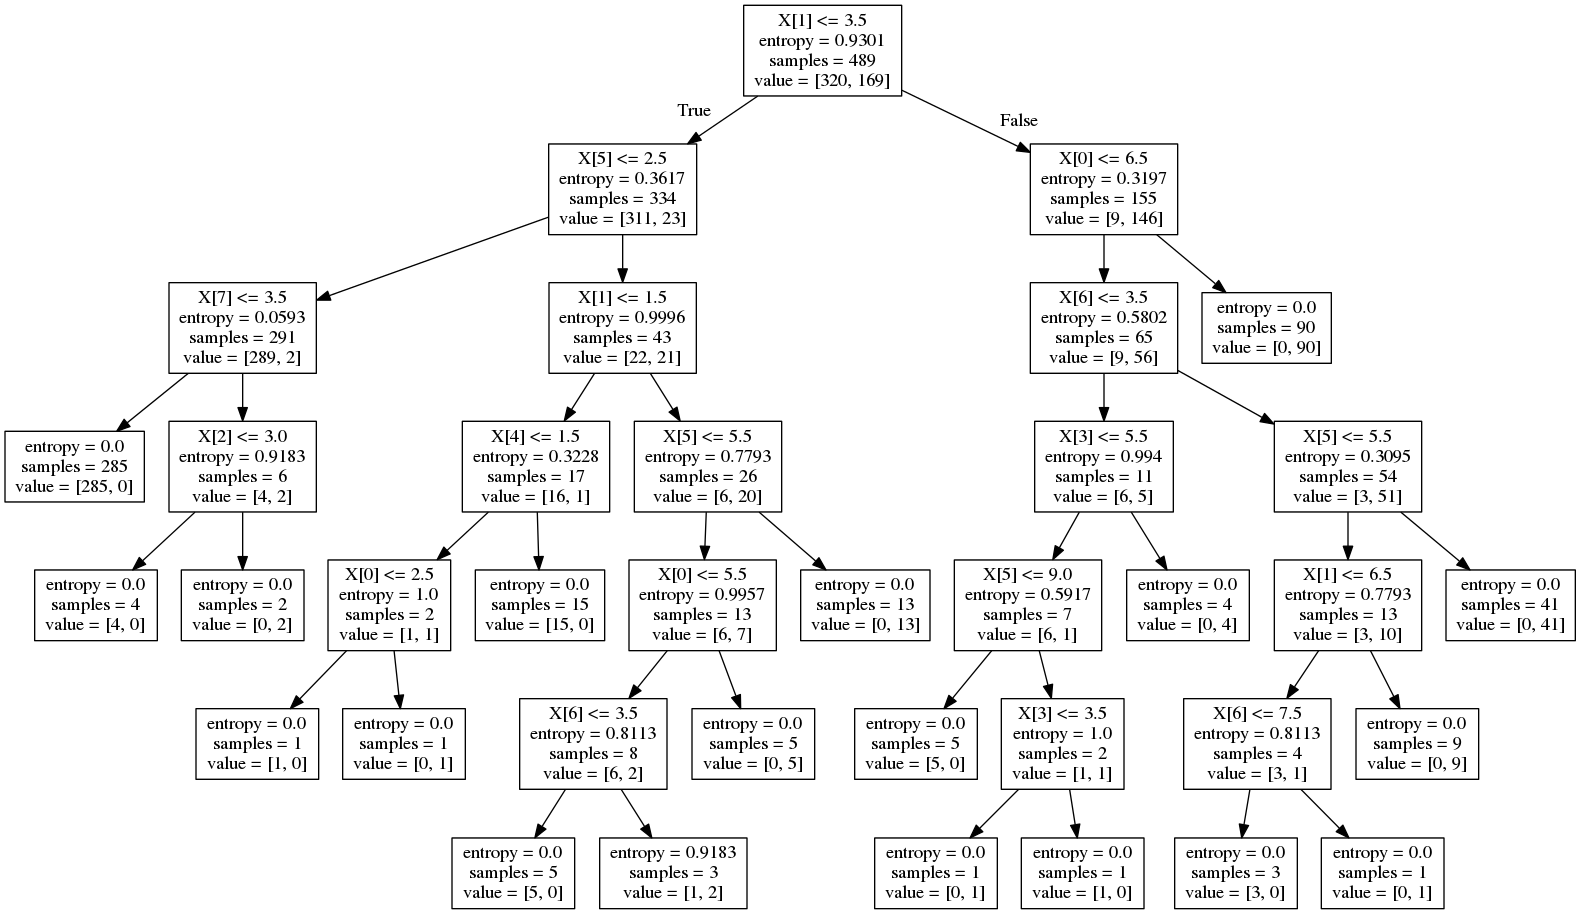 X[1] <= 3.5
entropy = 0.9301
samples = 489
value = [320, 169]
True
False
X[5] <= 2.5
entropy = 0.3617
samples = 334
value = [311, 23]
X[0] <= 6.5
entropy = 0.3197
samples = 155
value = [9, 146]
X[7] <= 3.5
entropy = 0.0593
samples = 291
value = [289, 2]
X[1] <= 1.5
entropy = 0.9996
samples = 43
value = [22, 21]
X[6] <= 3.5
entropy = 0.5802
samples = 65
value = [9, 56]
entropy = 0.0
samples = 90
value = [0, 90]
entropy = 0.0
samples = 285
value = [285, 0]
X[2] <= 3.0
entropy = 0.9183
samples = 6
value = [4, 2]
X[4] <= 1.5
entropy = 0.3228
samples = 17
value = [16, 1]
X[5] <= 5.5
entropy = 0.7793
samples = 26
value = [6, 20]
X[3] <= 5.5
entropy = 0.994
samples = 11
value = [6, 5]
X[5] <= 5.5
entropy = 0.3095
samples = 54
value = [3, 51]
entropy = 0.0
samples = 4
value = [4, 0]
entropy = 0.0
samples = 2
value = [0, 2]
X[0] <= 2.5
entropy = 1.0
samples = 2
value = [1, 1]
entropy = 0.0
samples = 15
value = [15, 0]
X[0] <= 5.5
entropy = 0.9957
samples = 13
value = [6, 7]
entropy = 0.0
samples = 13
value = [0, 13]
X[5] <= 9.0
entropy = 0.5917
samples = 7
value = [6, 1]
entropy = 0.0
samples = 4
value = [0, 4]
X[1] <= 6.5
entropy = 0.7793
samples = 13
value = [3, 10]
entropy = 0.0
samples = 41
value = [0, 41]
entropy = 0.0
samples = 1
value = [1, 0]
entropy = 0.0
samples = 1
value = [0, 1]
X[6] <= 3.5
entropy = 0.8113
samples = 8
value = [6, 2]
entropy = 0.0
samples = 5
value = [0, 5]
entropy = 0.0
samples = 5
value = [5, 0]
X[3] <= 3.5
entropy = 1.0
samples = 2
value = [1, 1]
X[6] <= 7.5
entropy = 0.8113
samples = 4
value = [3, 1]
entropy = 0.0
samples = 9
value = [0, 9]
entropy = 0.0
samples = 5
value = [5, 0]
entropy = 0.9183
samples = 3
value = [1, 2]
entropy = 0.0
samples = 1
value = [0, 1]
entropy = 0.0
samples = 1
value = [1, 0]
entropy = 0.0
samples = 3
value = [3, 0]
entropy = 0.0
samples = 1
value = [0, 1]